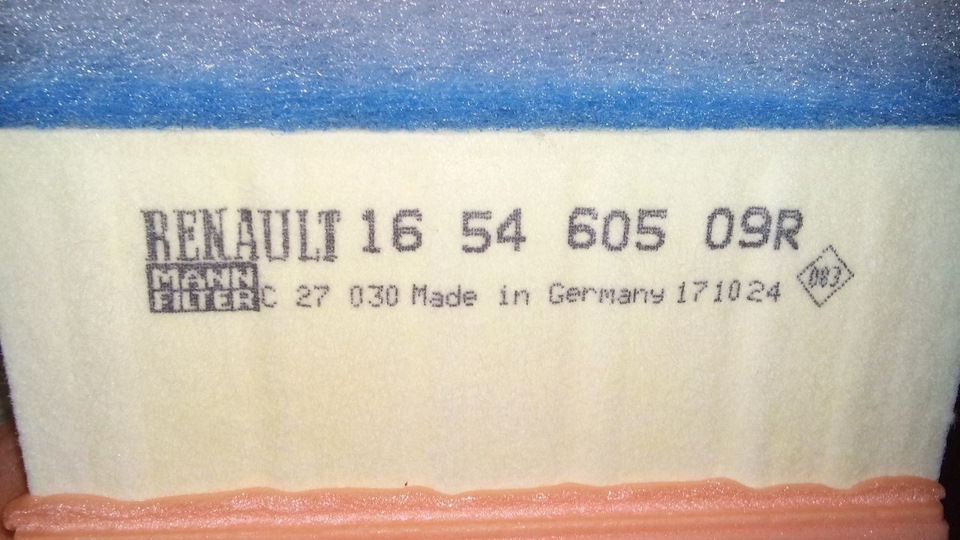 RENAULT 16 54 605 09R
MANN FILTER C 27 030 Made in Germany 171024
083